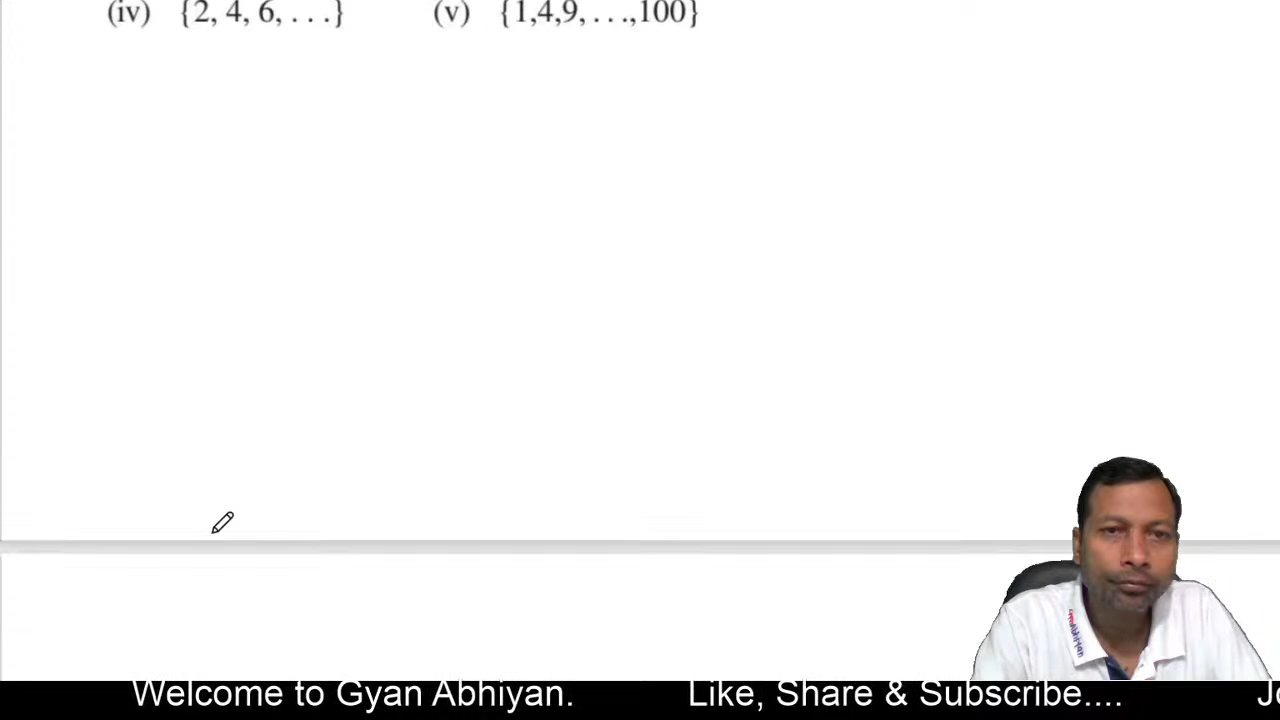 (iv) {2, 4, 6, . . .} (v) {1,4,9, . . .,100}
Welcome to Gyan Abhiyan. Like, Share & Subscribe....